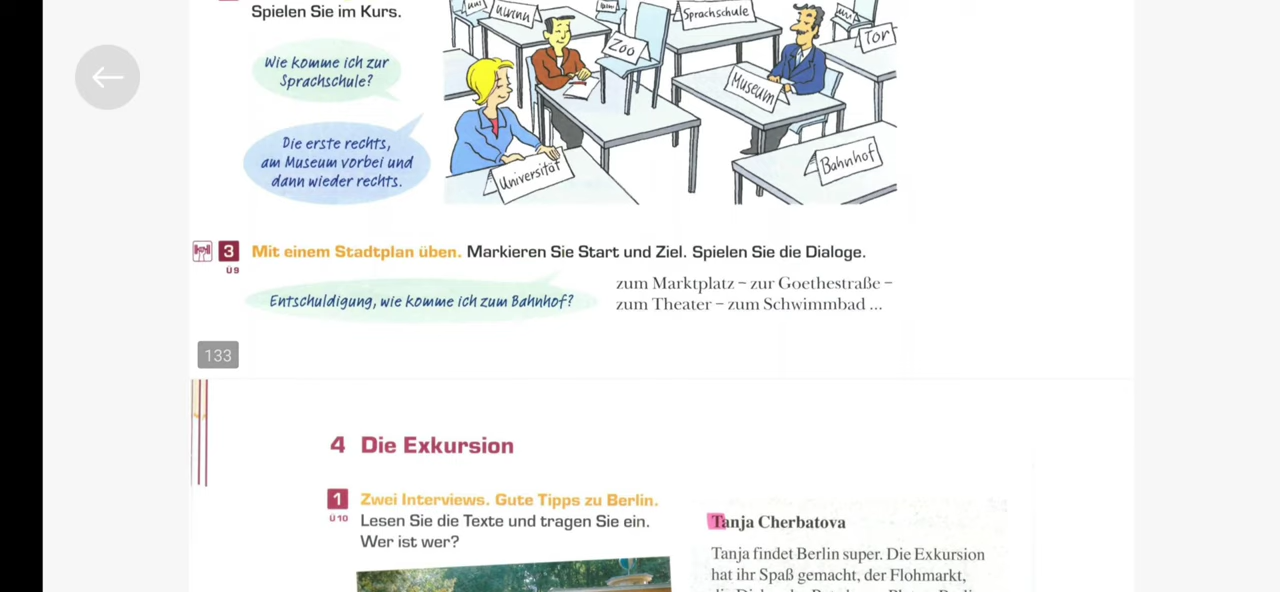 Spielen Sie im Kurs.
Wie komme ich zur
Sprachschule?
Die erste rechts,
am Museum vorbei und
dann wieder rechts.
Zoo
Sprachschule
Tor
Museum
Universität
Bahnhof
3 Mit einem Stadtplan üben. Markieren Sie Start und Ziel. Spielen Sie die Dialoge.
Ü9
Entschuldigung, wie komme ich zum Bahnhof?
zum Marktplatz – zur Goethestraße –
zum Theater – zum Schwimmbad ...
133
4 Die Exkursion
1 Zwei Interviews. Gute Tipps zu Berlin.
Ü10 Lesen Sie die Texte und tragen Sie ein.
Wer ist wer?
Tanja Cherbatova
Tanja findet Berlin super. Die Exkursion
hat ihr Spaß gemacht, der Flohmarkt,